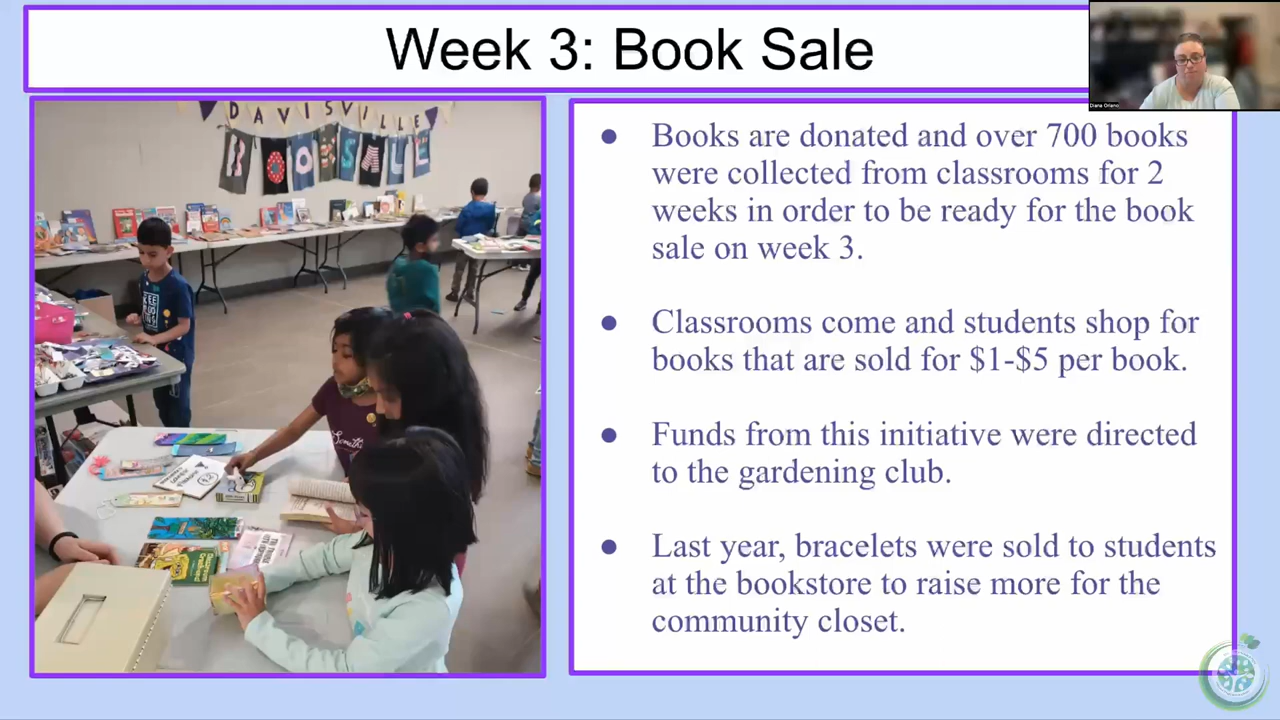 Week 3: Book Sale
Diana Orlano
DAVISVILLE
BOOKSALE
● Books are donated and over 700 books
were collected from classrooms for 2
weeks in order to be ready for the book
sale on week 3.
● Classrooms come and students shop for
books that are sold for $1-$5 per book.
● Funds from this initiative were directed
to the gardening club.
● Last year, bracelets were sold to students
at the bookstore to raise more for the
community closet.